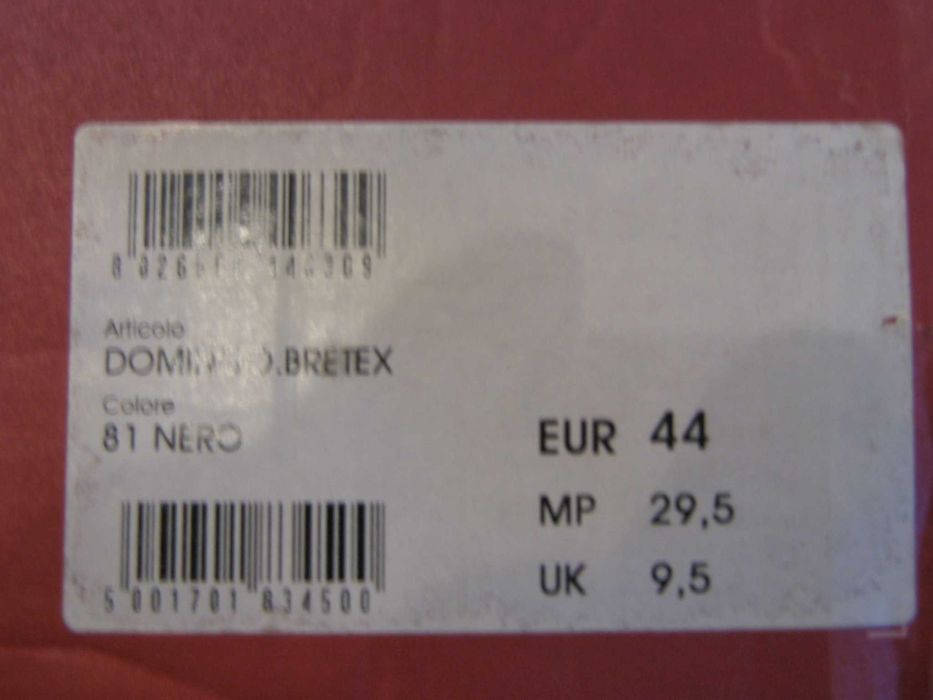 Articolo
Colore
81 NERO
5 001701 834500
EUR 44
MP 29,5
UK 9,5